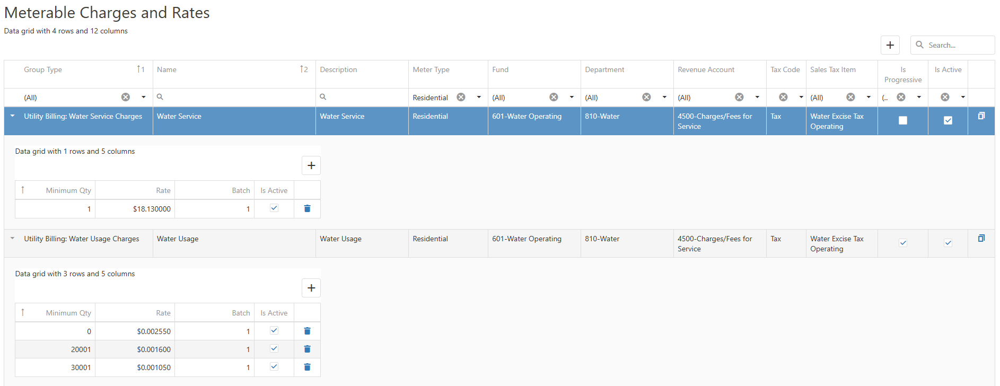 Meterable Charges and Rates
Data grid with 4 rows and 12 columns
+ Search...
Group Type 1 Name 2 Description Meter Type Fund Department Revenue Account Tax Code Sales Tax Item Is Progressive Is Active
(All) Residential (All) (All) (All) (All) (..
Utility Billing: Water Service Charges Water Service Water Service Residential 601-Water Operating 810-Water 4500-Charges/Fees for Service Tax Water Excise Tax Operating
Data grid with 1 rows and 5 columns
+
Minimum Qty Rate Batch Is Active
1 $18.130000 1
Utility Billing: Water Usage Charges Water Usage Water Usage Residential 601-Water Operating 810-Water 4500-Charges/Fees for Service Tax Water Excise Tax Operating
Data grid with 3 rows and 5 columns
+
Minimum Qty Rate Batch Is Active
0 $0.002550 1
20001 $0.001600 1
30001 $0.001050 1